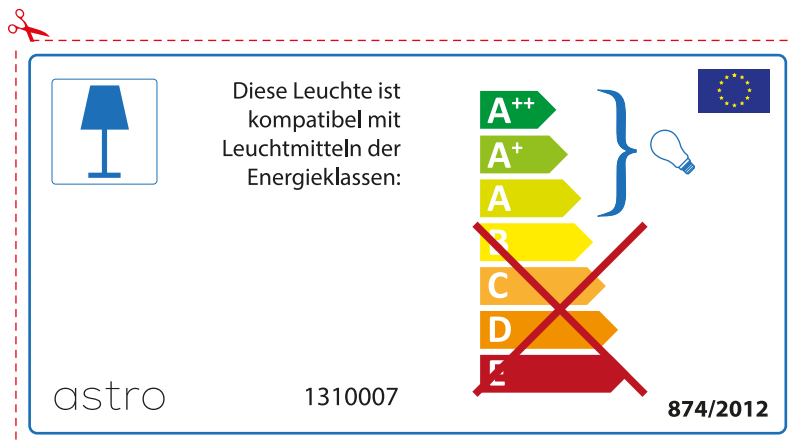 Diese Leuchte ist
kompatibel mit
Leuchtmitteln der
Energieklassen:
A++
A+
A
B
C
D
E
astro
1310007
874/2012